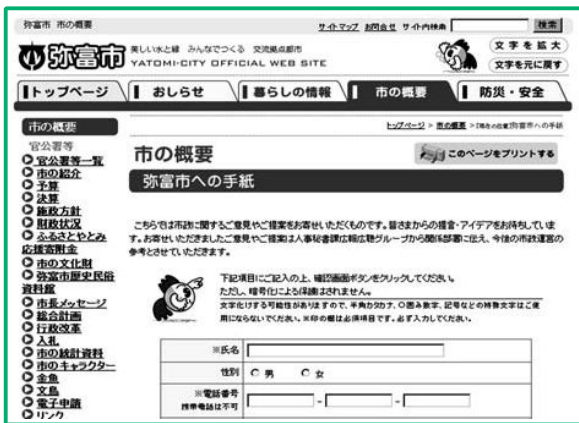 弥富市 市の概要
サイトマップ お問合せ サイト内検索 検索
弥富市 美しい水と緑 みんなでつくる 交流拠点都市
YATOMI-CITY OFFICIAL WEB SITE
文字を拡大
文字を元に戻す
トップページ おしらせ 暮らしの情報 市の概要 防災・安全
市の概要
トップページ > 市の概要 > [現在の位置]弥富市への手紙
官公署等
官公署等一覧
市の紹介
予算
決算
施政方針
財政状況
ふるさとやとみ
応援寄附金
市の文化財
弥富市歴史民俗
資料館
市長メッセージ
総合計画
行政改革
入札
市の統計資料
市のキャラクター
金魚
文鳥
電子申請
リンク
市の概要
このページをプリントする
弥富市への手紙
こちらでは市政に関するご意見やご提案をお寄せいただくものです。皆さまからの提言・アイデアをお待ちしていま
す。お寄せいただきましたご意見やご提案は人事秘書課広報広聴グループから関係部署に伝え、今後の市政運営の
参考とさせていただきます。
下記項目にご記入の上、確認画面ボタンをクリックしてください。
ただし、暗号化による保護はされません。
文字化けする可能性がありますので、半角カタカナ、○囲み数字、記号などの特殊文字はご使
用にならないでください。※印の欄は必須項目です。必ず入力してください。
※氏名
性別 男 女
※電話番号
携帯電話は不可 - -